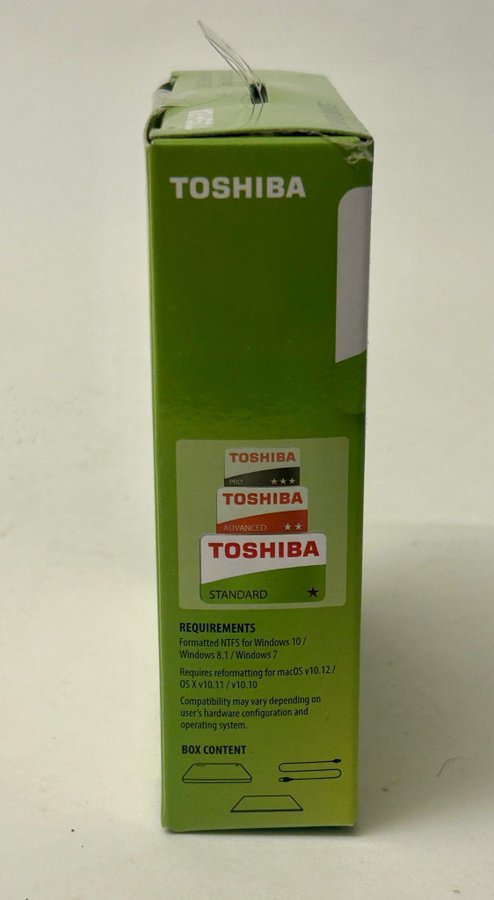 TOSHIBA
TOSHIBA
PRO ★★★
TOSHIBA
ADVANCED ★★
TOSHIBA
STANDARD ★
REQUIREMENTS
Formatted NTFS for Windows 10 /
Windows 8.1 / Windows 7
Requires reformatting for macOS v10.12 /
OS X v10.11 / v10.10
Compatibility may vary depending on
user's hardware configuration and
operating system.
BOX CONTENT